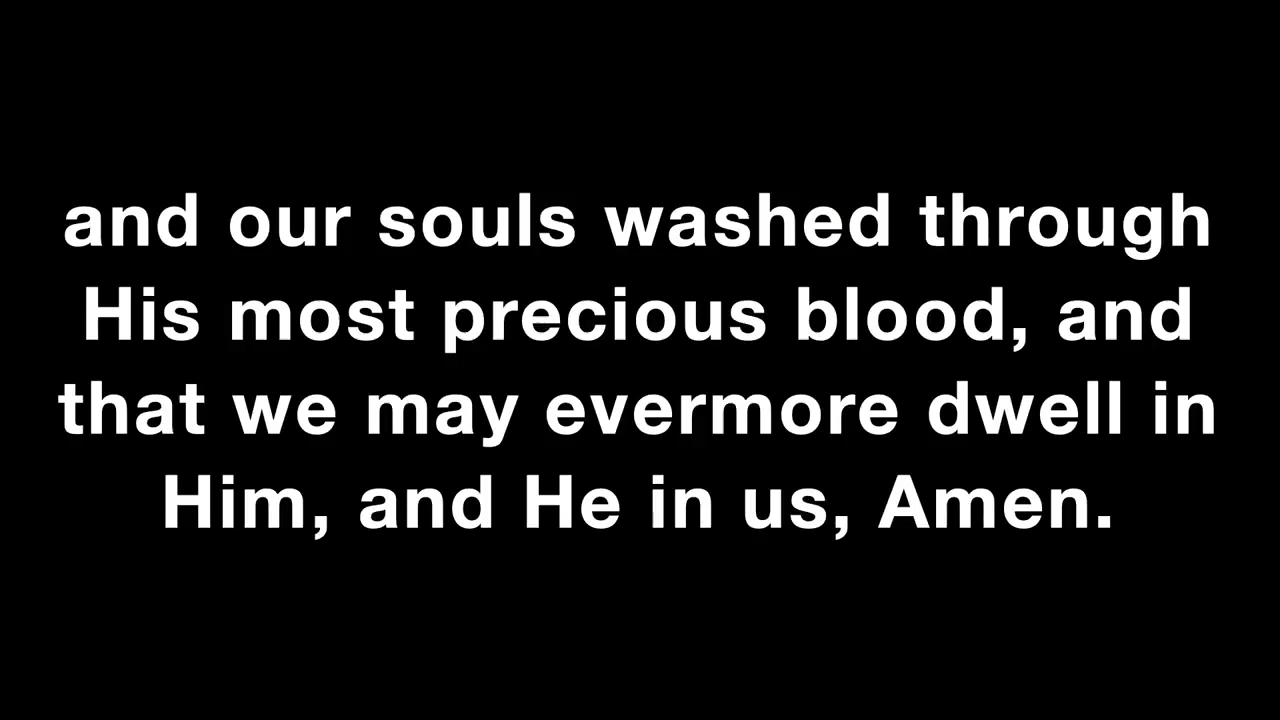 and our souls washed through
His most precious blood, and
that we may evermore dwell in
Him, and He in us, Amen.